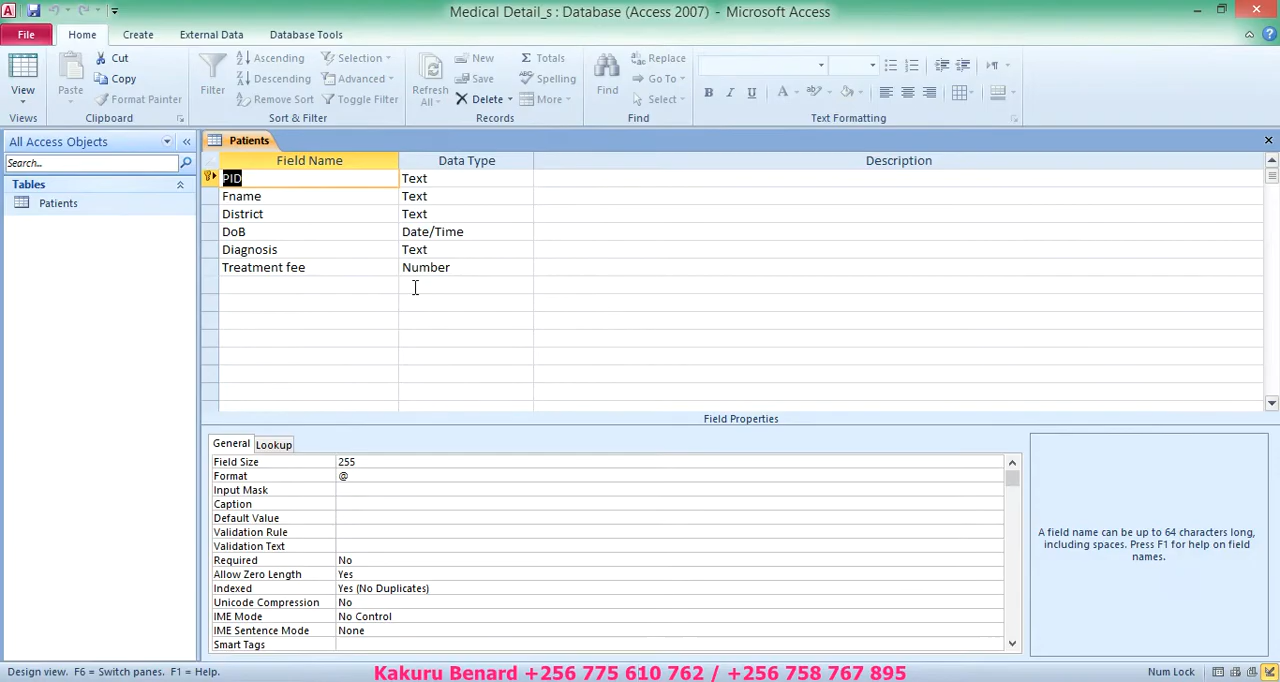 Medical Detail_s : Database (Access 2007) - Microsoft Access
File Home Create External Data Database Tools
View
Views
Paste
Cut
Copy
Format Painter
Clipboard
Filter
Ascending
Descending
Remove Sort
Selection
Advanced
Toggle Filter
Sort & Filter
Refresh All
New
Save
Delete
Totals
Spelling
More
Records
Find
Replace
Go To
Select
Find
B I U A ab
Text Formatting
All Access Objects
Search...
Tables
Patients
Patients
Field Name Data Type Description
PID Text
Fname Text
District Text
DoB Date/Time
Diagnosis Text
Treatment fee Number
Field Properties
General Lookup
Field Size 255
Format @
Input Mask
Caption
Default Value
Validation Rule
Validation Text
Required No
Allow Zero Length Yes
Indexed Yes (No Duplicates)
Unicode Compression No
IME Mode No Control
IME Sentence Mode None
Smart Tags
A field name can be up to 64 characters long,
including spaces. Press F1 for help on field
names.
Design view. F6 = Switch panes. F1 = Help.
Kakuru Benard +256 775 610 762 / +256 758 767 895
Num Lock